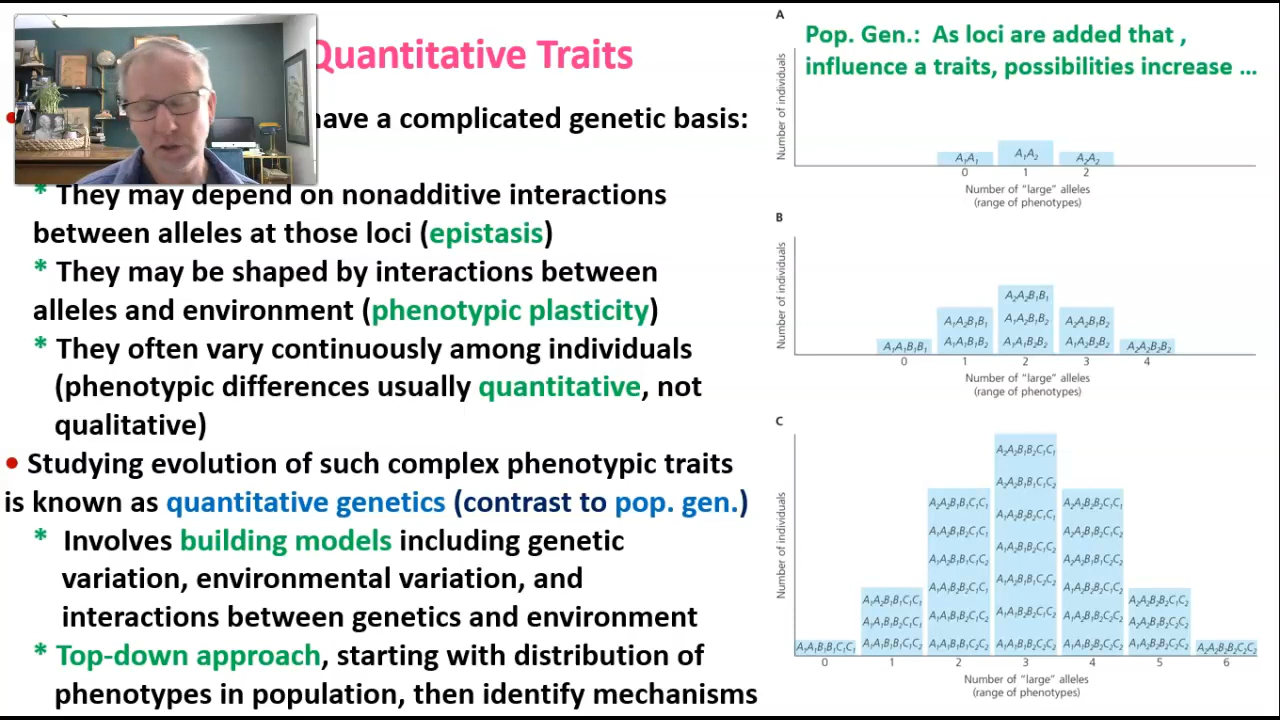 Quantitative Traits
have a complicated genetic basis:
* They may depend on nonadditive interactions
between alleles at those loci (epistasis)
* They may be shaped by interactions between
alleles and environment (phenotypic plasticity)
* They often vary continuously among individuals
(phenotypic differences usually quantitative, not
qualitative)
• Studying evolution of such complex phenotypic traits
is known as quantitative genetics (contrast to pop. gen.)
* Involves building models including genetic
variation, environmental variation, and
interactions between genetics and environment
* Top-down approach, starting with distribution of
phenotypes in population, then identify mechanisms
A
Pop. Gen.: As loci are added that ,
influence a traits, possibilities increase ...
Number of individuals
A₁A₁ A₁A₂ A₂A₂
0 1 2
Number of "large" alleles
(range of phenotypes)
B
Number of individuals
A₂A₂B₁B₁
A₁A₂B₁B₁ A₁A₂B₁B₂ A₂A₂B₁B₂
A₁A₁B₁B₁ A₁A₁B₁B₂ A₁A₁B₂B₂ A₁A₂B₂B₂ A₂A₂B₂B₂
0 1 2 3 4
Number of "large" alleles
(range of phenotypes)
C
Number of individuals
0 1 2 3 4 5 6
Number of "large" alleles
(range of phenotypes)